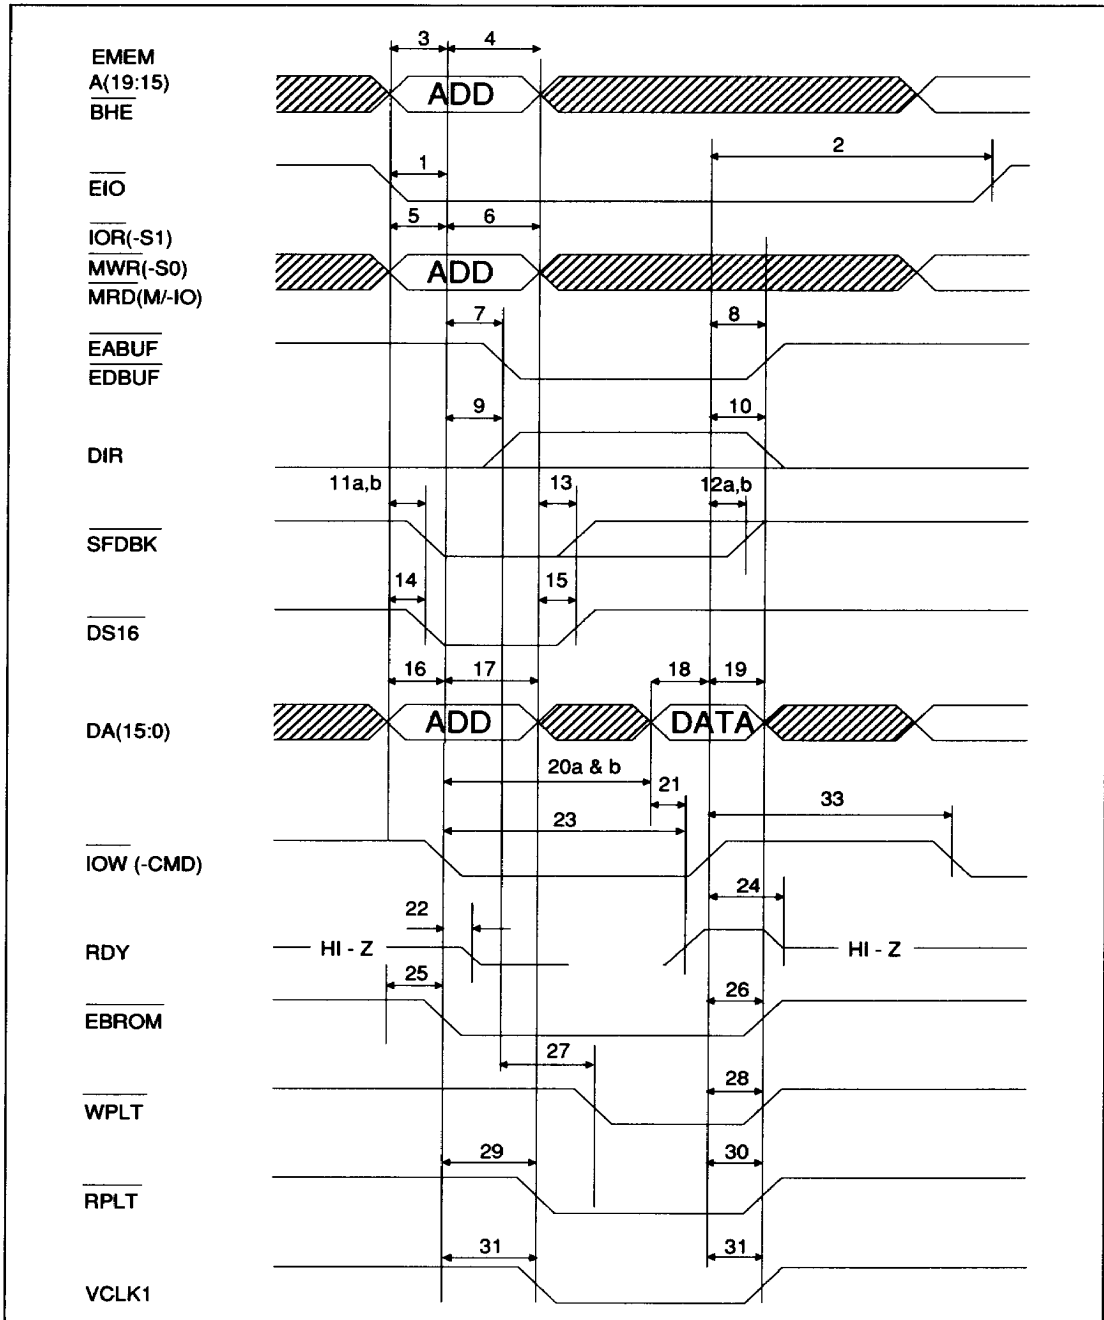 3 4
EMEM
A(19:15)
BHE
ADD
2
1
EIO
5 6
IOR(-S1)
MWR(-S0)
MRD(M/-IO)
ADD
7 8
EABUF
EDBUF
9 10
DIR
11a,b 13 12a,b
SFDBK
14 15
DS16
16 17 18 19
DA(15:0)
ADD DATA
20a & b
21
23 33
IOW (-CMD)
24
22
RDY HI - Z HI - Z
25 26
EBROM
27
28
WPLT
29 30
RPLT
31 31
VCLK1